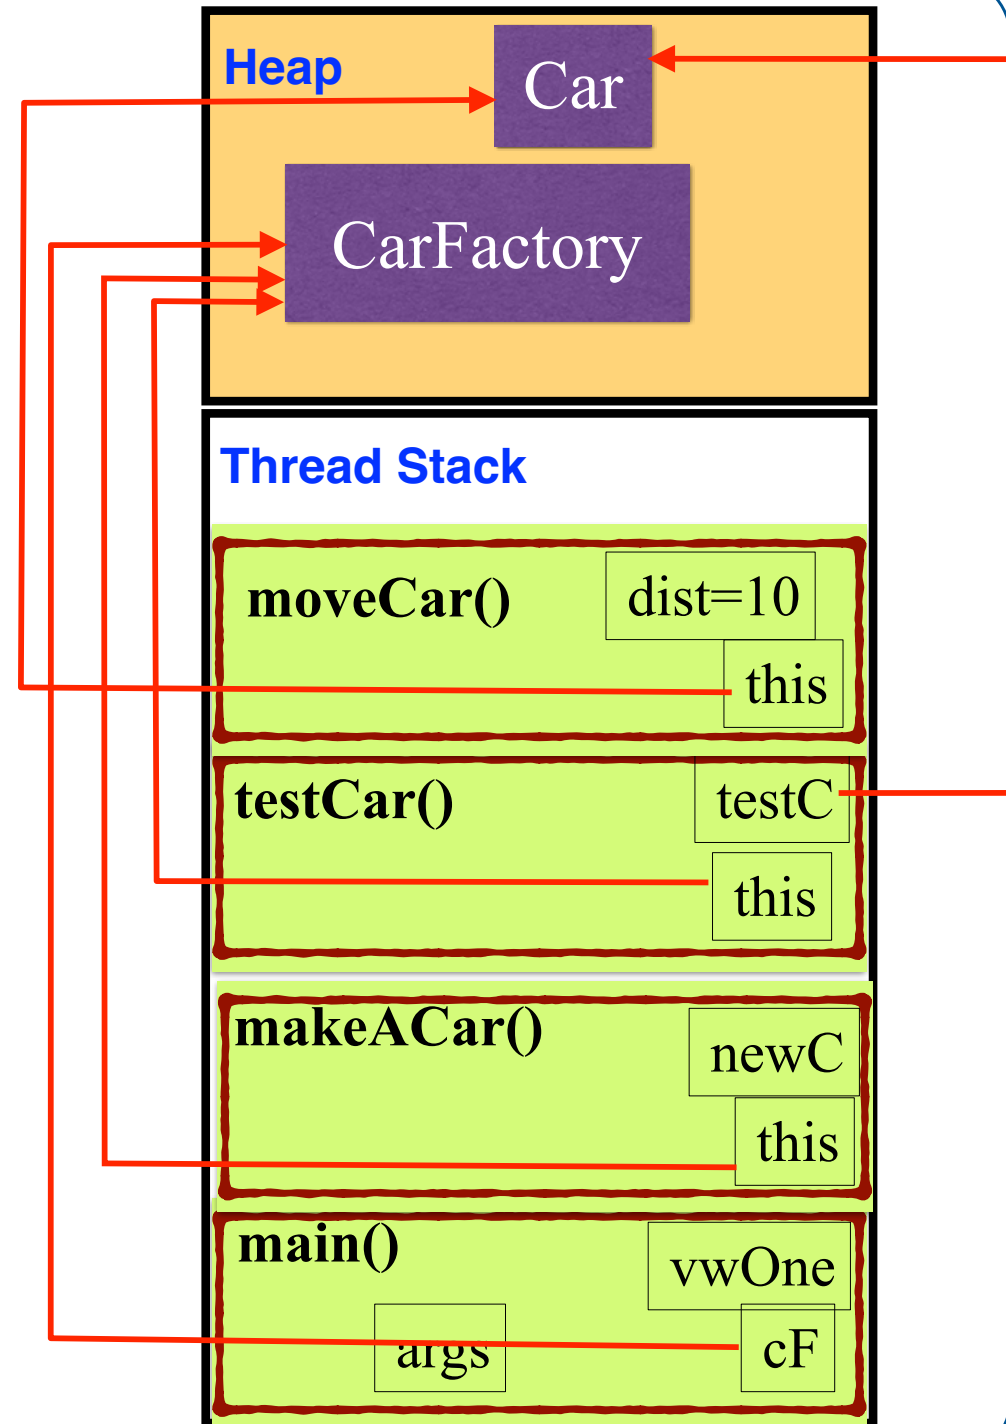 Heap
Car
CarFactory
Thread Stack
moveCar()
dist=10
this
testCar()
testC
this
makeACar()
newC
this
main()
vwOne
args
cF